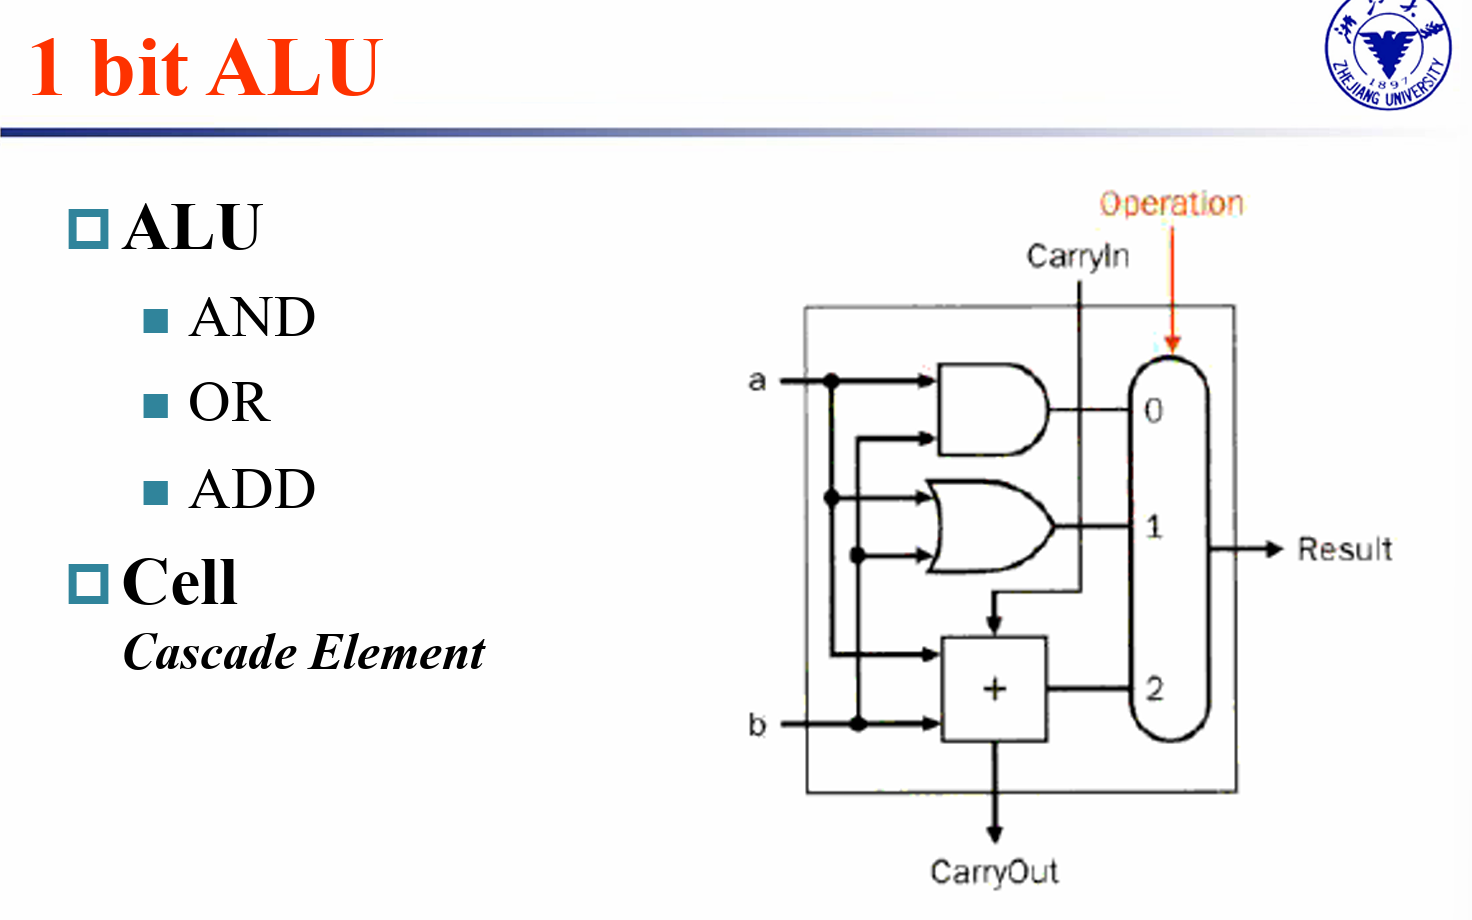 1 bit ALU
ZHEJIANG UNIVERSITY
1897
ALU
AND
OR
ADD
Cell
Cascade Element
Operation
CarryIn
a
0
1
Result
+
2
b
CarryOut